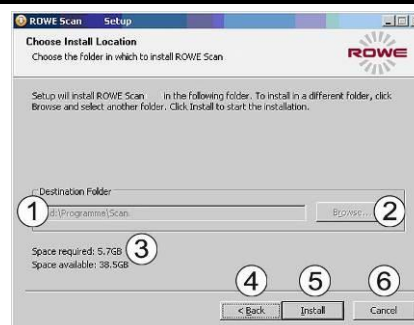 ROWE Scan Setup
Choose Install Location
Choose the folder in which to install ROWE Scan
ROWE
Setup will install ROWE Scan in the following folder. To install in a different folder, click
Browse and select another folder. Click Install to start the installation.
Destination Folder
1 d:\Programme\Scan Browse... 2
Space required: 5.7GB 3
Space available: 38.5GB
4 5 6
< Back Install Cancel